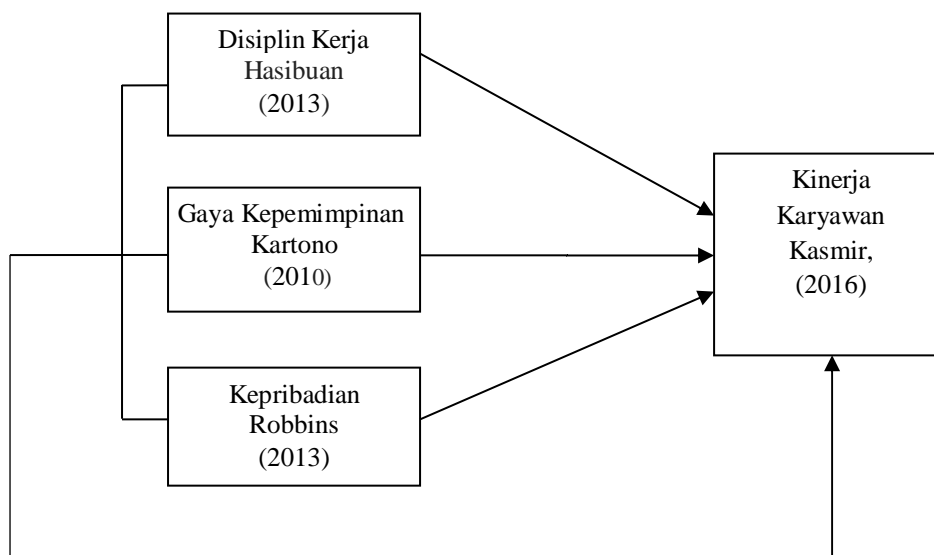 Disiplin Kerja
Hasibuan
(2013)
Gaya Kepemimpinan
Kartono
(2010)
Kepribadian
Robbins
(2013)
Kinerja
Karyawan
Kasmir,
(2016)